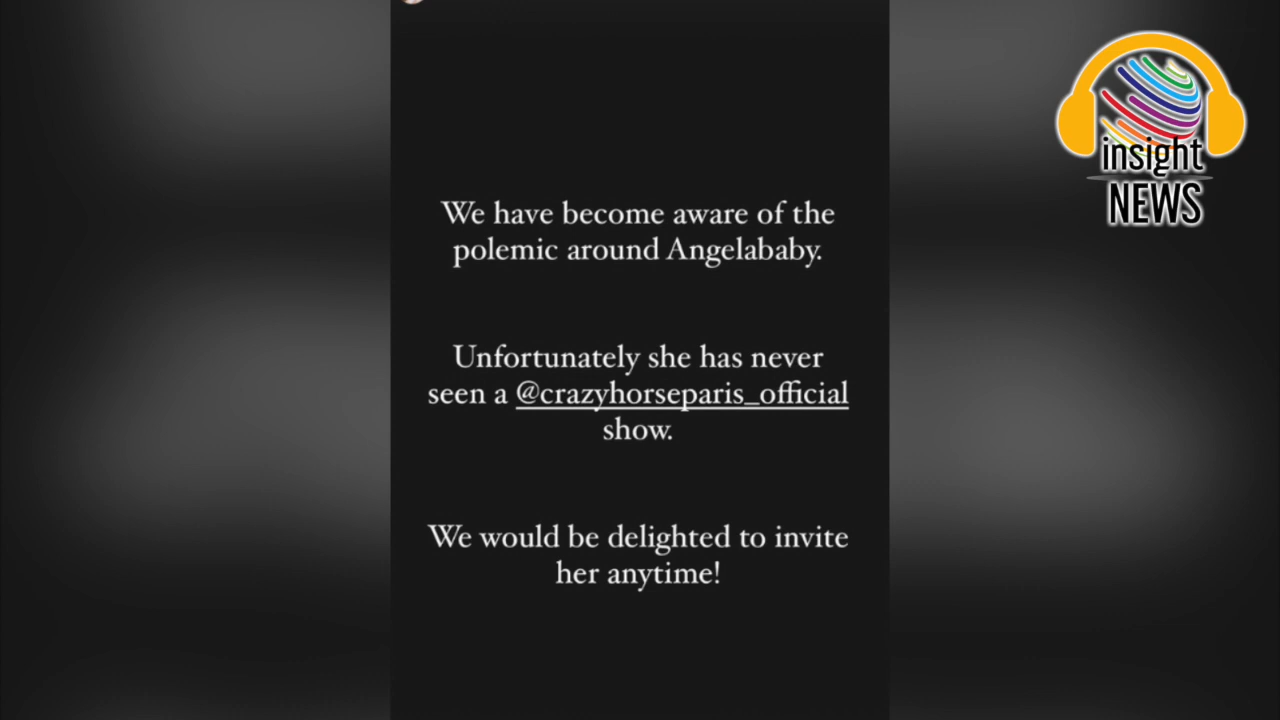 We have become aware of the
polemic around Angelababy.
Unfortunately she has never
seen a @crazyhorseparis_official
show.
We would be delighted to invite
her anytime!
insight
NEWS